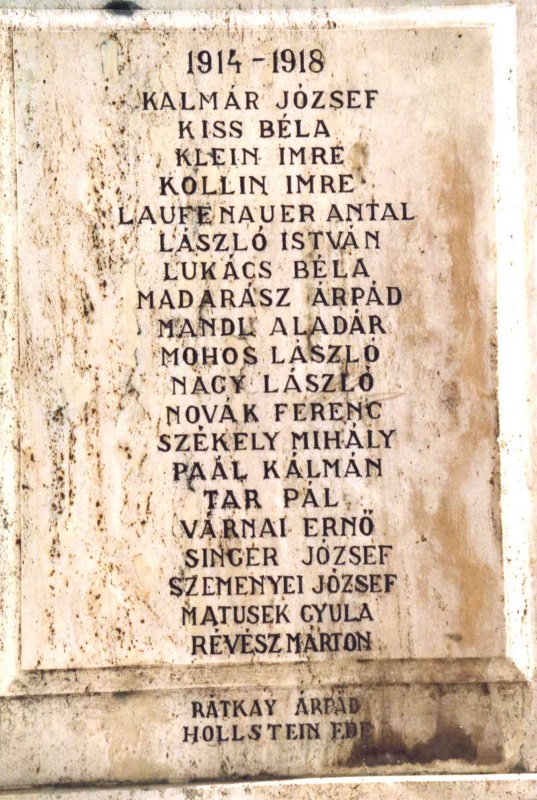 1914-1918
KALMÁR JÓZSEF
KISS BÉLA
KLEIN IMRE
KOLLIN IMRE
LAUFENAUER ANTAL
LÁSZLÓ ISTVÁN
LUKÁCS BÉLA
MADARÁSZ ÁRPÁD
MANDL ALADÁR
MOHOS LÁSZLÓ
NAGY LÁSZLÓ
NOVÁK FERENC
SZÉKELY MIHÁLY
PAÁL KÁLMÁN
TAR PÁL
VÁRNAI ERNŐ
SINGER JÓZSEF
SZEMENYEI JÓZSEF
MATUSEK GYULA
RÉVÉSZ MÁRTON
RÁTKAY ÁRPÁD
HOLLSTEIN EDE